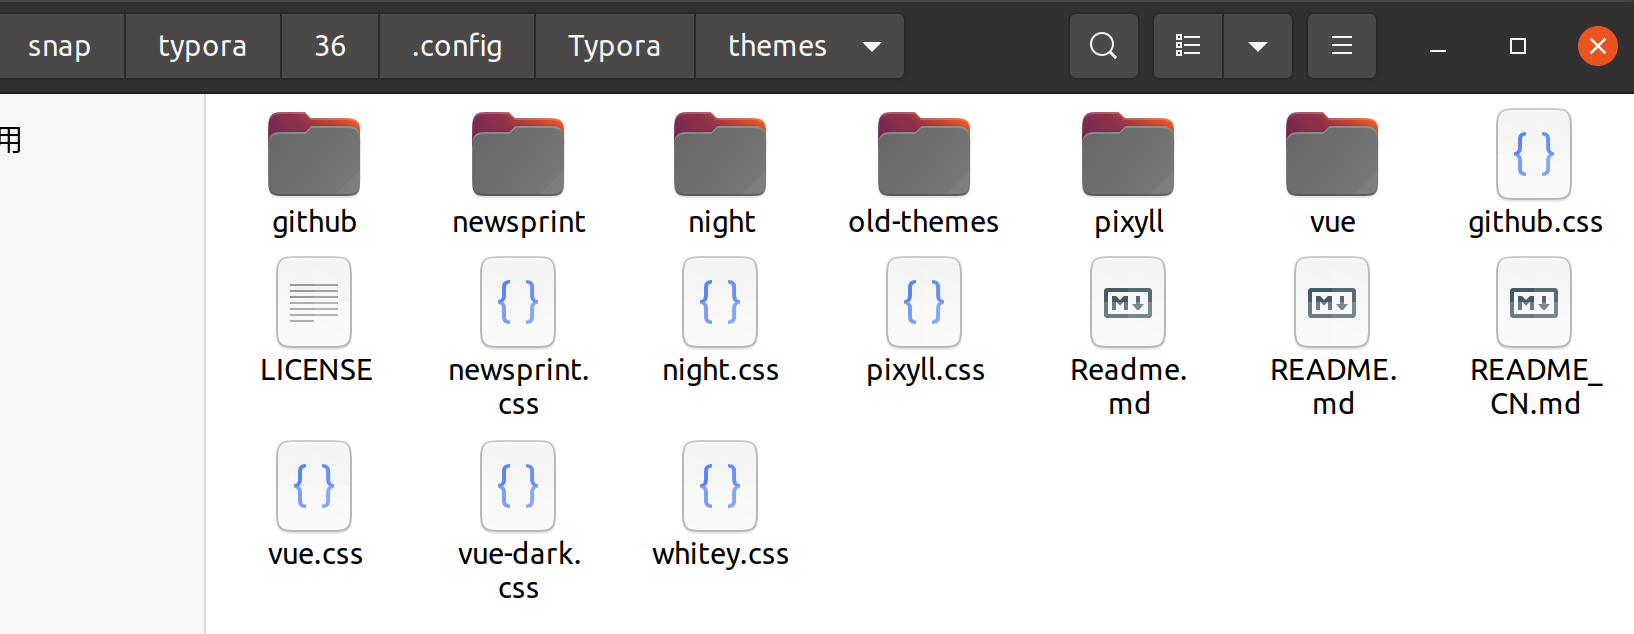 snap typora 36 .config Typora themes
用
github newsprint night old-themes pixyll vue github.css
LICENSE newsprint. night.css pixyll.css Readme. README. README_
css md md CN.md
vue.css vue-dark. whitey.css
css